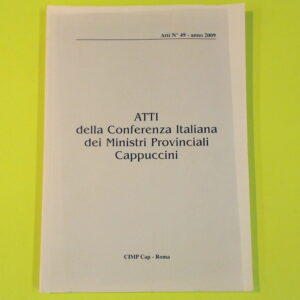 Atti N° 49 - anno 2009
ATTI
della Conferenza Italiana
dei Ministri Provinciali
Cappuccini
CIMP Cap - Roma